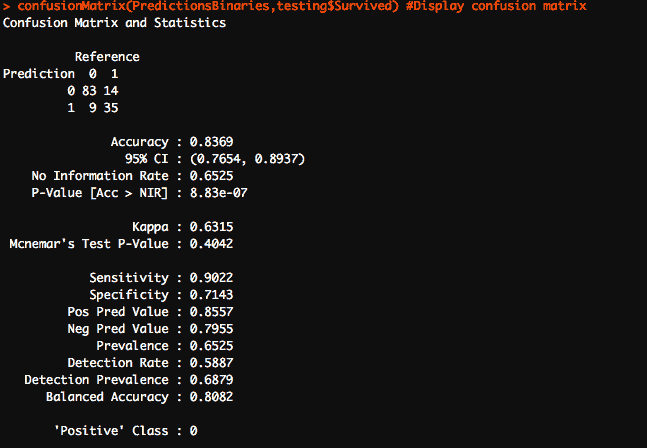 > confusionMatrix(PredictionsBinaries,testing$Survived) #Display confusion matrix
Confusion Matrix and Statistics
Reference
Prediction 0 1
0 83 14
1 9 35
Accuracy : 0.8369
95% CI : (0.7654, 0.8937)
No Information Rate : 0.6525
P-Value [Acc > NIR] : 8.83e-07
Kappa : 0.6315
Mcnemar's Test P-Value : 0.4042
Sensitivity : 0.9022
Specificity : 0.7143
Pos Pred Value : 0.8557
Neg Pred Value : 0.7955
Prevalence : 0.6525
Detection Rate : 0.5887
Detection Prevalence : 0.6879
Balanced Accuracy : 0.8082
'Positive' Class : 0